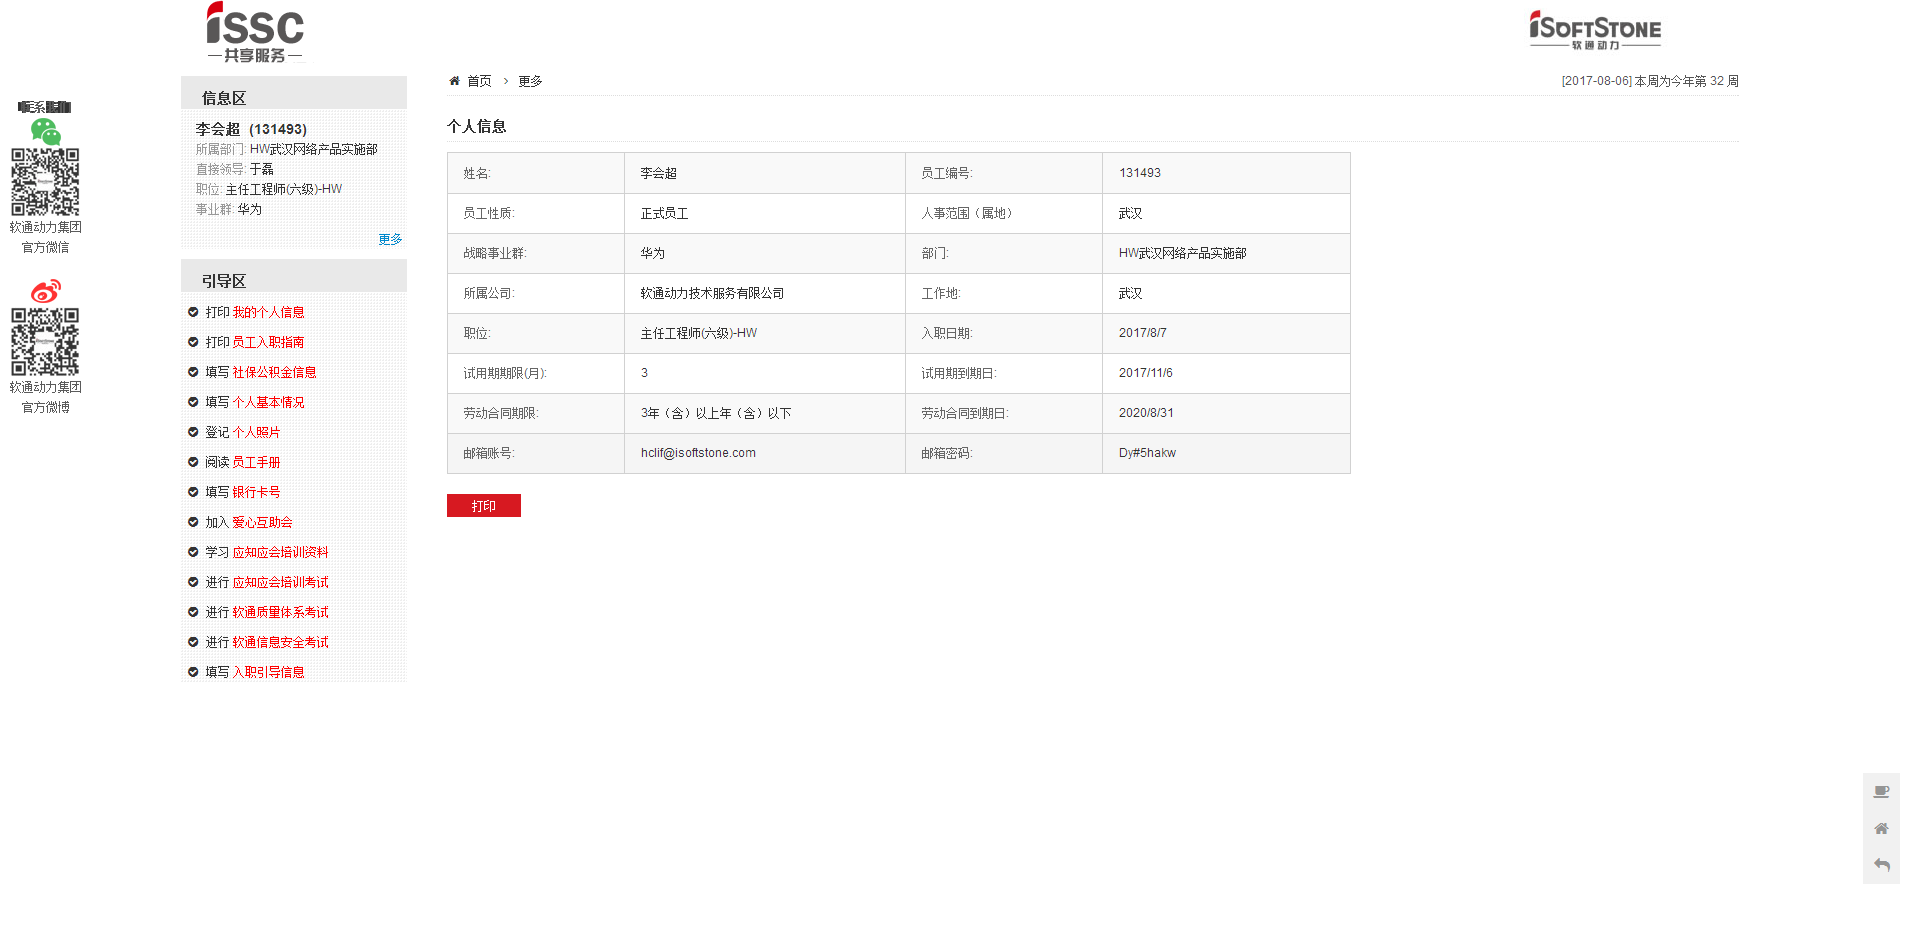 iSSC
共享服务
iSOFTSTONE
软通动力
软通动力集团
官方微信
软通动力集团
官方微博
信息区
李会超 (131493)
所属部门: HW武汉网络产品实施部
直接领导: 于磊
职位: 主任工程师(六级)-HW
事业群: 华为
更多
引导区
打印 我的个人信息
打印 员工入职指南
填写 社保公积金信息
填写 个人基本情况
登记 个人照片
阅读 员工手册
填写 银行卡号
加入 爱心互助会
学习 应知应会培训资料
进行 应知应会培训考试
进行 软通质量体系考试
进行 软通信息安全考试
填写 入职引导信息
首页 > 更多
[2017-08-06] 本周为今年第 32 周
个人信息
姓名: 李会超 员工编号: 131493
员工性质: 正式员工 人事范围（属地） 武汉
战略事业群: 华为 部门: HW武汉网络产品实施部
所属公司: 软通动力技术服务有限公司 工作地: 武汉
职位: 主任工程师(六级)-HW 入职日期: 2017/8/7
试用期期限(月): 3 试用期到期日: 2017/11/6
劳动合同期限: 3年（含）以上年（含）以下 劳动合同到期日: 2020/8/31
邮箱账号: hclif@isoftstone.com 邮箱密码: Dy#5hakw
打印